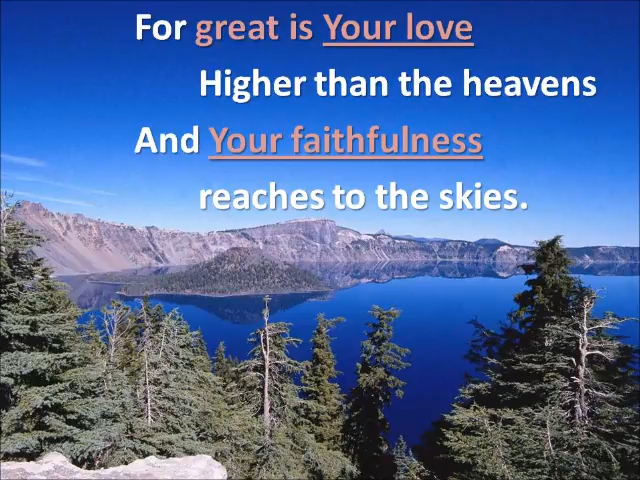 For great is Your love
Higher than the heavens
And Your faithfulness
reaches to the skies.